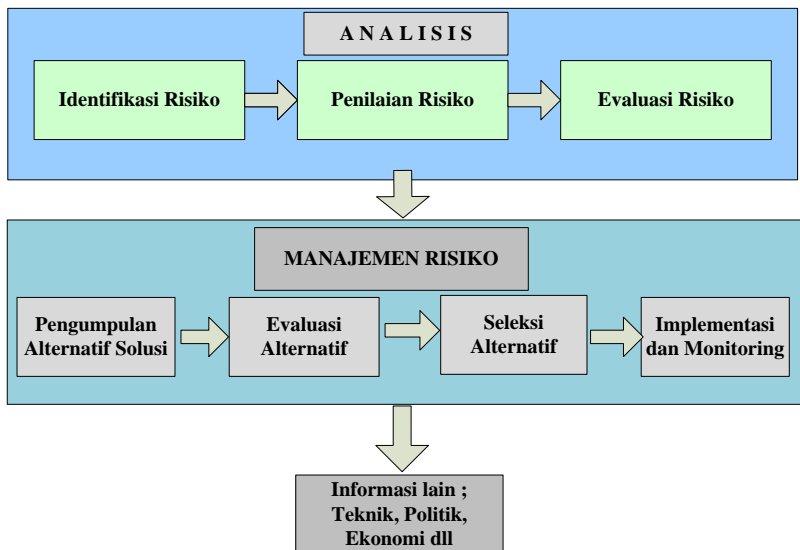 A N A L I S I S
Identifikasi Risiko
Penilaian Risiko
Evaluasi Risiko
MANAJEMEN RISIKO
Pengumpulan
Alternatif Solusi
Evaluasi
Alternatif
Seleksi
Alternatif
Implementasi
dan Monitoring
Informasi lain ;
Teknik, Politik,
Ekonomi dll